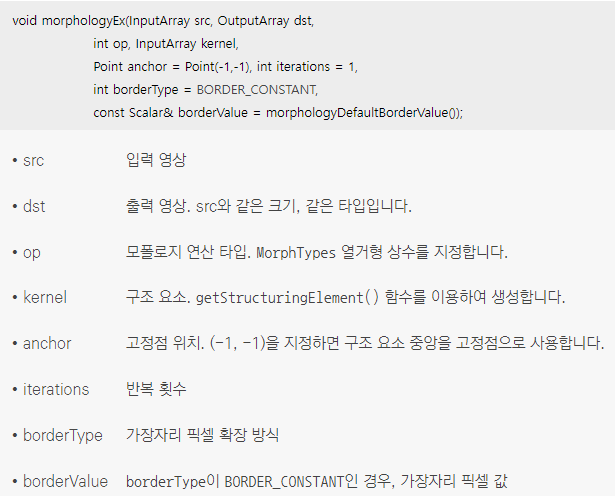 void morphologyEx(InputArray src, OutputArray dst,
int op, InputArray kernel,
Point anchor = Point(-1,-1), int iterations = 1,
int borderType = BORDER_CONSTANT,
const Scalar& borderValue = morphologyDefaultBorderValue());
• src 입력 영상
• dst 출력 영상. src와 같은 크기, 같은 타입입니다.
• op 모폴로지 연산 타입. MorphTypes 열거형 상수를 지정합니다.
• kernel 구조 요소. getStructuringElement() 함수를 이용하여 생성합니다.
• anchor 고정점 위치. (-1, -1)을 지정하면 구조 요소 중앙을 고정점으로 사용합니다.
• iterations 반복 횟수
• borderType 가장자리 픽셀 확장 방식
• borderValue borderType이 BORDER_CONSTANT인 경우, 가장자리 픽셀 값